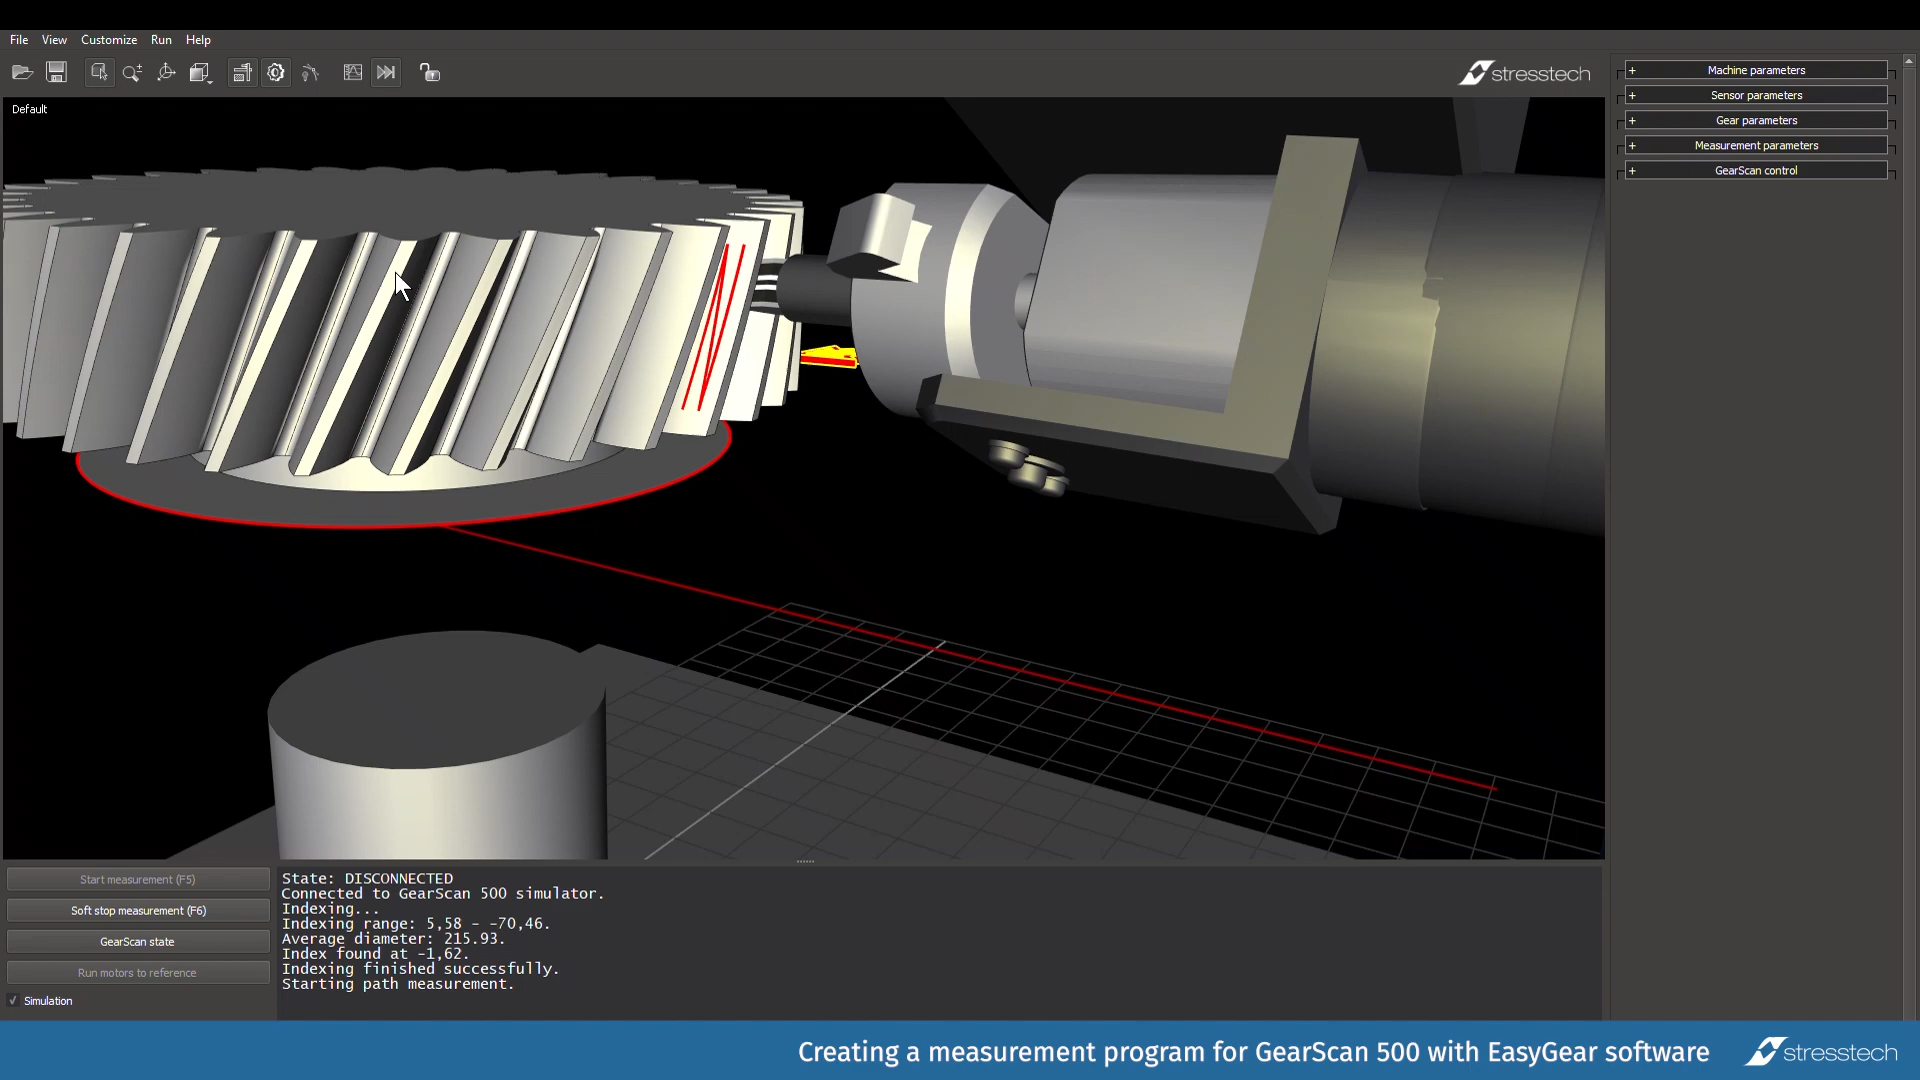 File View Customize Run Help
stresstech
Default
+ Machine parameters
+ Sensor parameters
+ Gear parameters
+ Measurement parameters
+ GearScan control
Start measurement (F5)
Soft stop measurement (F6)
GearScan state
Run motors to reference
Simulation
State: DISCONNECTED
Connected to GearScan 500 simulator.
Indexing...
Indexing range: 5,58 - -70,46.
Average diameter: 215.93.
Index found at -1,62.
Indexing finished successfully.
Starting path measurement.
Creating a measurement program for GearScan 500 with EasyGear software
stresstech